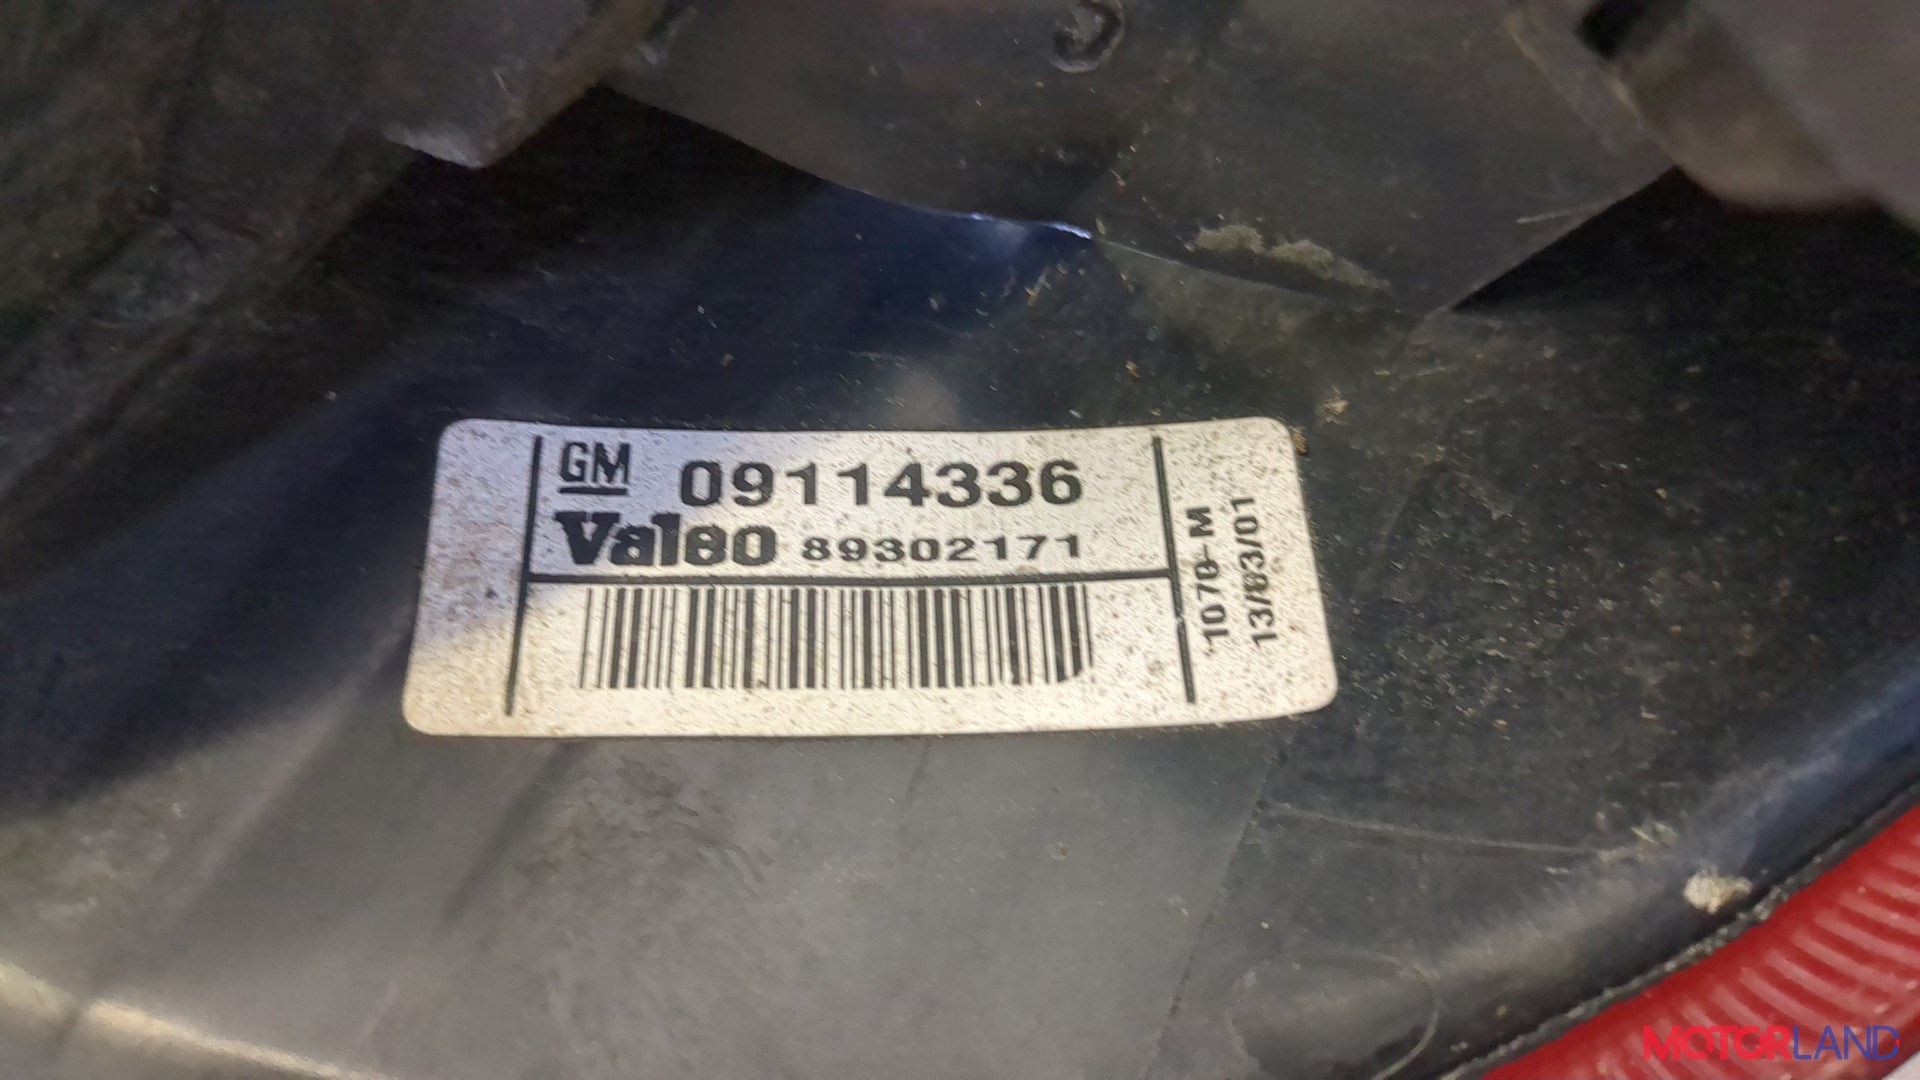 GM 09114336
Valeo 89302171
1070-M
13/03/01
MOTORLAND